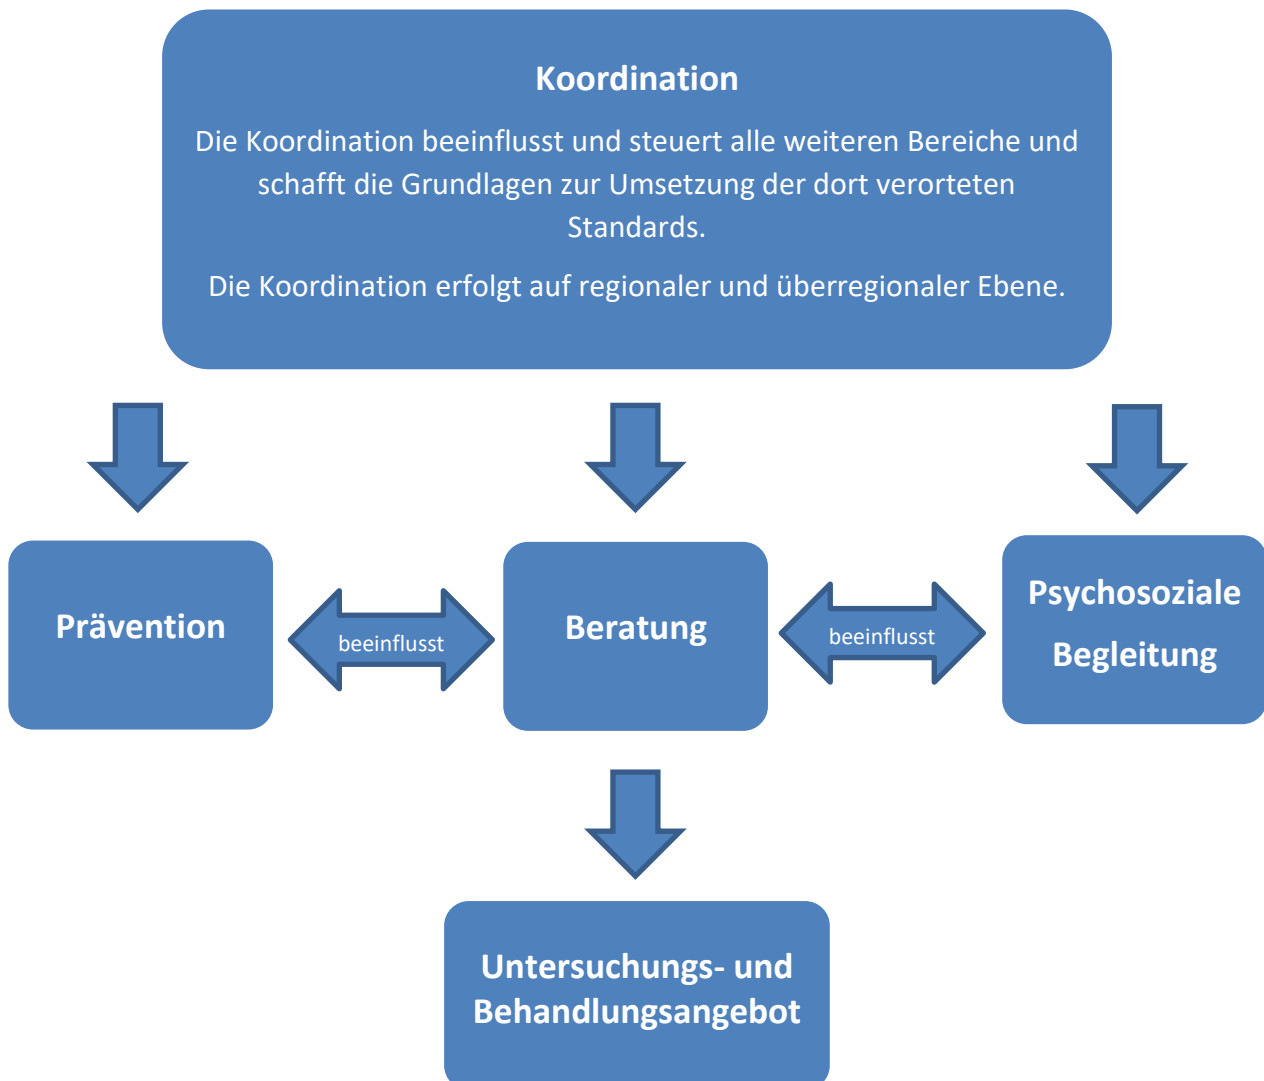 Koordination
Die Koordination beeinflusst und steuert alle weiteren Bereiche und
schafft die Grundlagen zur Umsetzung der dort verorteten
Standards.
Die Koordination erfolgt auf regionaler und überregionaler Ebene.
Prävention
beeinflusst
Beratung
beeinflusst
Psychosoziale
Begleitung
Untersuchungs- und
Behandlungsangebot